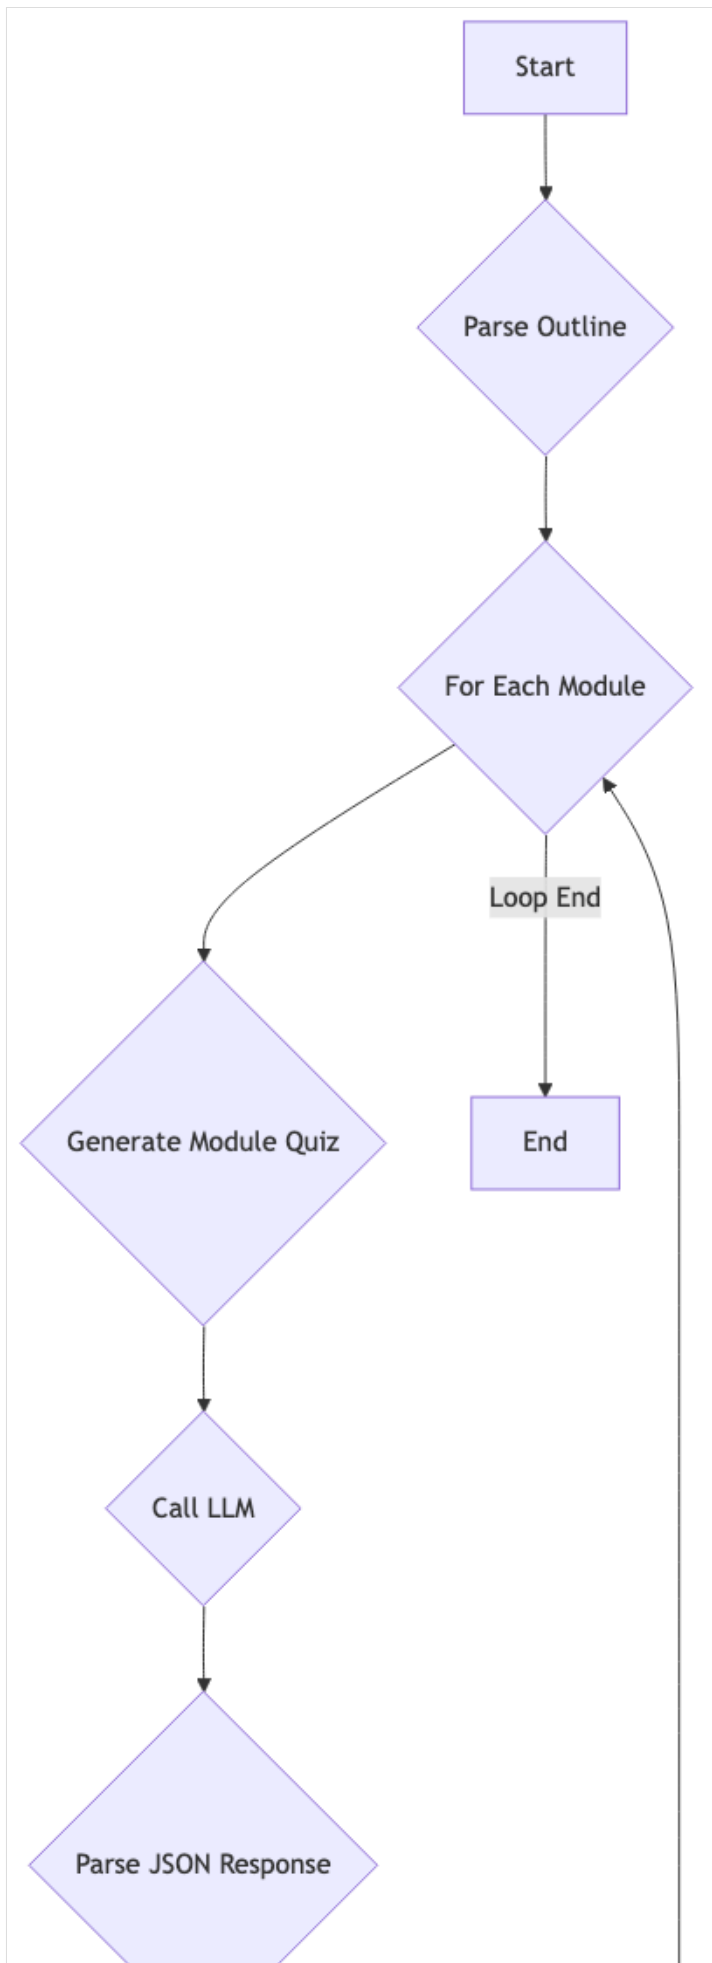 Start
Parse Outline
For Each Module
Loop End
Generate Module Quiz
End
Call LLM
Parse JSON Response